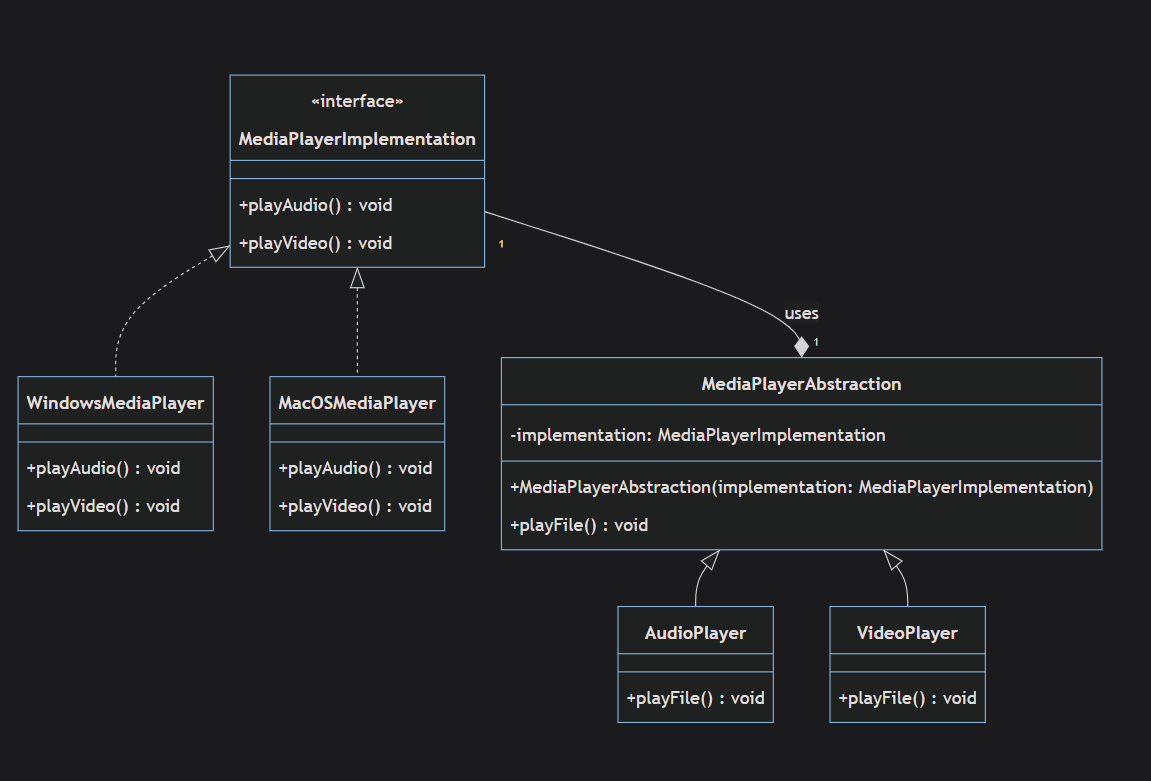 «interface»
MediaPlayerImplementation
+playAudio() : void
+playVideo() : void
1
uses
1
WindowsMediaPlayer
+playAudio() : void
+playVideo() : void
MacOSMediaPlayer
+playAudio() : void
+playVideo() : void
MediaPlayerAbstraction
-implementation: MediaPlayerImplementation
+MediaPlayerAbstraction(implementation: MediaPlayerImplementation)
+playFile() : void
AudioPlayer
+playFile() : void
VideoPlayer
+playFile() : void